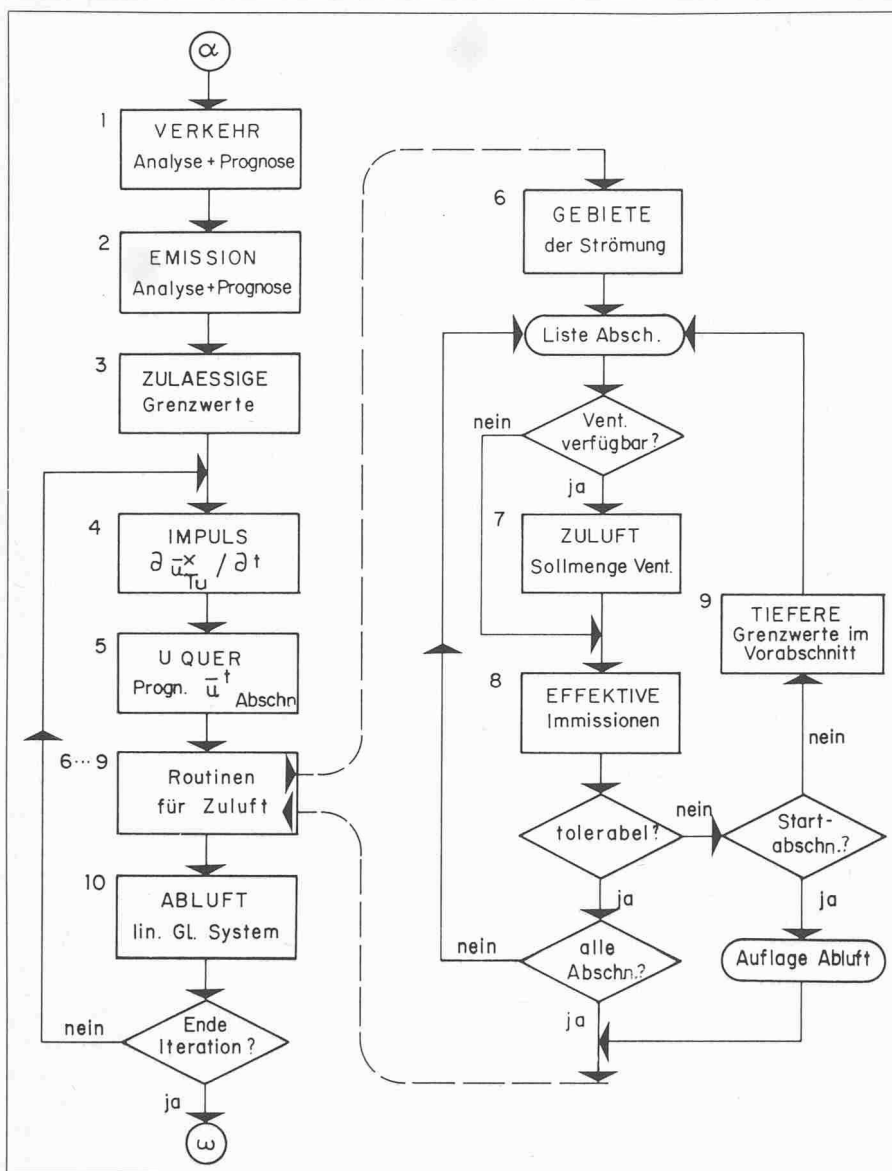 α
1
VERKEHR
Analyse + Prognose
2
EMISSION
Analyse + Prognose
3
ZULAESSIGE
Grenzwerte
4
IMPULS
∂ u̅ˣ_Tu / ∂t
5
U QUER
Progn. u̅ᵗ Abschn
6···9
Routinen
für Zuluft
10
ABLUFT
lin. GL. System
nein
Ende
Iteration?
ja
ω
6
GEBIETE
der Strömung
Liste Absch.
nein
Vent.
verfügbar?
ja
7
ZULUFT
Sollmenge Vent.
8
EFFEKTIVE
Immissionen
tolerabel?
nein
ja
nein
alle
Abschn.?
ja
9
TIEFERE
Grenzwerte im
Vorabschnitt
nein
Start-
abschn.?
ja
Auflage Abluft